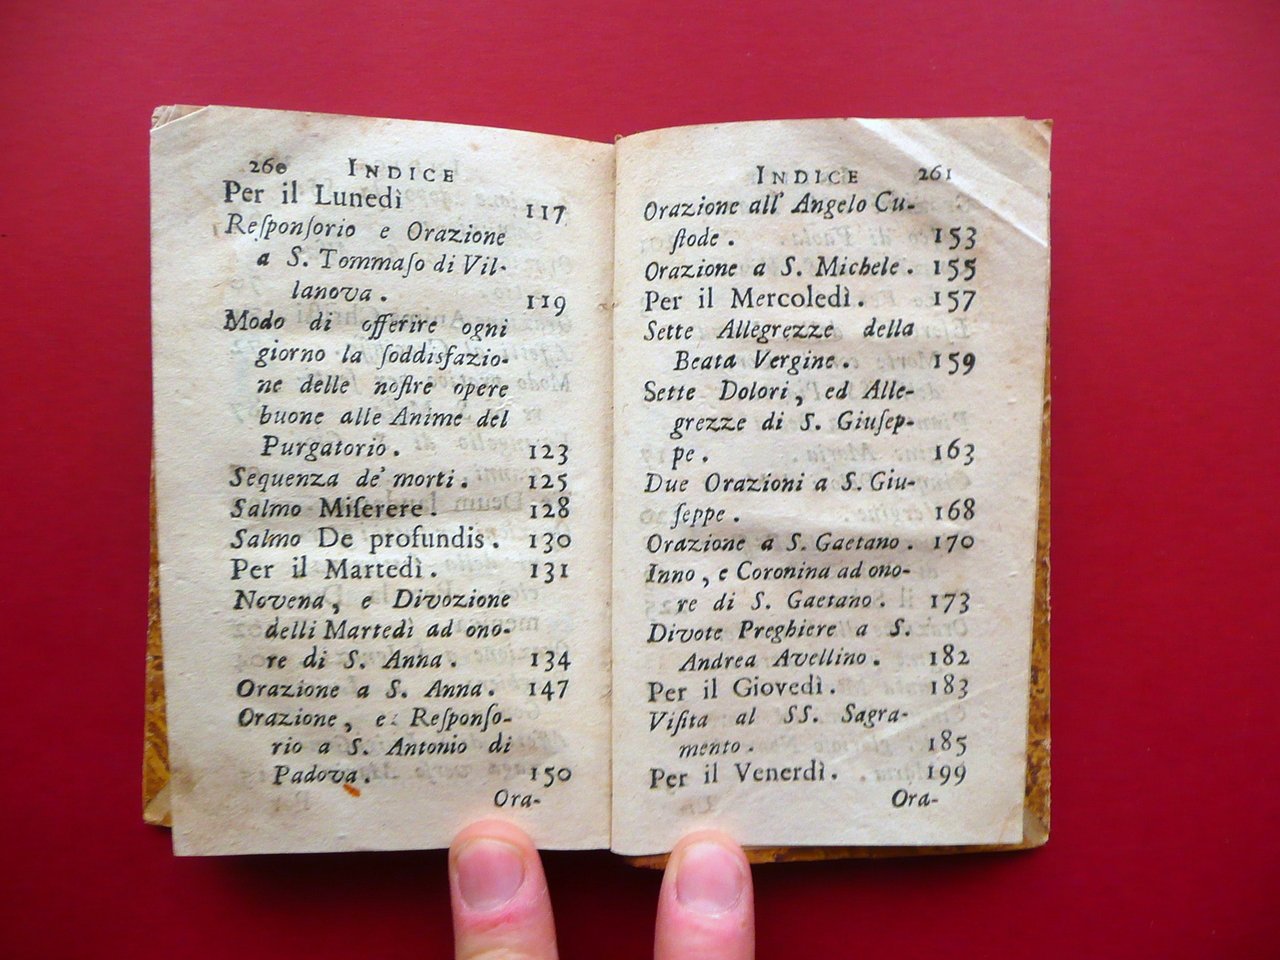 260 INDICE
Per il Lunedì 117
Reſponſorio e Orazione
a S. Tommaſo di Vil-
lanova. 119
Modo di offerire ogni
giorno la ſoddisfazio-
ne delle noſtre opere
buone alle Anime del
Purgatorio. 123
Sequenza de' morti. 125
Salmo Miſerere. 128
Salmo De profundis. 130
Per il Martedì. 131
Novena, e Divozione
delli Martedì ad ono-
re di S. Anna. 134
Orazione a S. Anna. 147
Orazione, e Reſponſo-
rio a S. Antonio di
Padova. 150
Ora-
INDICE 261
Orazione all' Angelo Cu-
ſtode. 153
Orazione a S. Michele. 155
Per il Mercoledì. 157
Sette Allegrezze della
Beata Vergine. 159
Sette Dolori, ed Alle-
grezze di S. Giuſep-
pe. 163
Due Orazioni a S. Giu-
ſeppe. 168
Orazione a S. Gaetano. 170
Inno, e Coronina ad ono-
re di S. Gaetano. 173
Divote Preghiere a S.
Andrea Avellino. 182
Per il Giovedì. 183
Viſita al SS. Sagra-
mento. 185
Per il Venerdì. 199
Ora-